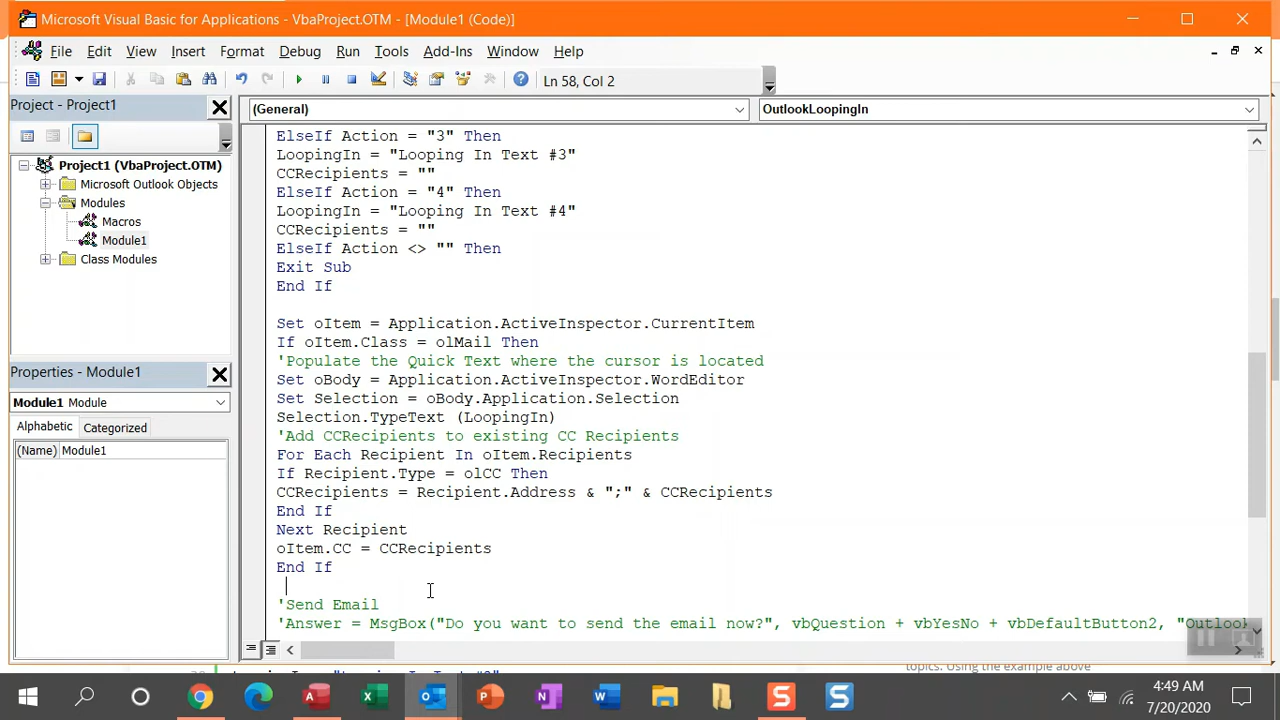 Microsoft Visual Basic for Applications - VbaProject.OTM - [Module1 (Code)]
File Edit View Insert Format Debug Run Tools Add-Ins Window Help
Ln 58, Col 2
Project - Project1
(General)
OutlookLoopingIn
Project1 (VbaProject.OTM)
Microsoft Outlook Objects
Modules
Macros
Module1
Class Modules
Properties - Module1
Module1 Module
Alphabetic Categorized
(Name) Module1
ElseIf Action = "3" Then
LoopingIn = "Looping In Text #3"
CCRecipients = ""
ElseIf Action = "4" Then
LoopingIn = "Looping In Text #4"
CCRecipients = ""
ElseIf Action <> "" Then
Exit Sub
End If
Set oItem = Application.ActiveInspector.CurrentItem
If oItem.Class = olMail Then
'Populate the Quick Text where the cursor is located
Set oBody = Application.ActiveInspector.WordEditor
Set Selection = oBody.Application.Selection
Selection.TypeText (LoopingIn)
'Add CCRecipients to existing CC Recipients
For Each Recipient In oItem.Recipients
If Recipient.Type = olCC Then
CCRecipients = Recipient.Address & ";" & CCRecipients
End If
Next Recipient
oItem.CC = CCRecipients
End If
'Send Email
'Answer = MsgBox("Do you want to send the email now?", vbQuestion + vbYesNo + vbDefaultButton2, "Outlook
topics. Using the example above
4:49 AM
7/20/2020